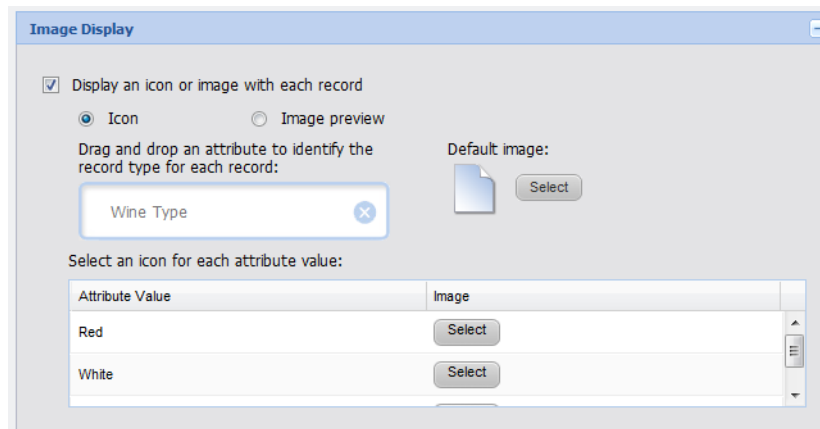 Image Display
Display an icon or image with each record
Icon
Image preview
Drag and drop an attribute to identify the
record type for each record:
Default image:
Wine Type
Select
Select an icon for each attribute value:
Attribute Value
Image
Red
Select
White
Select